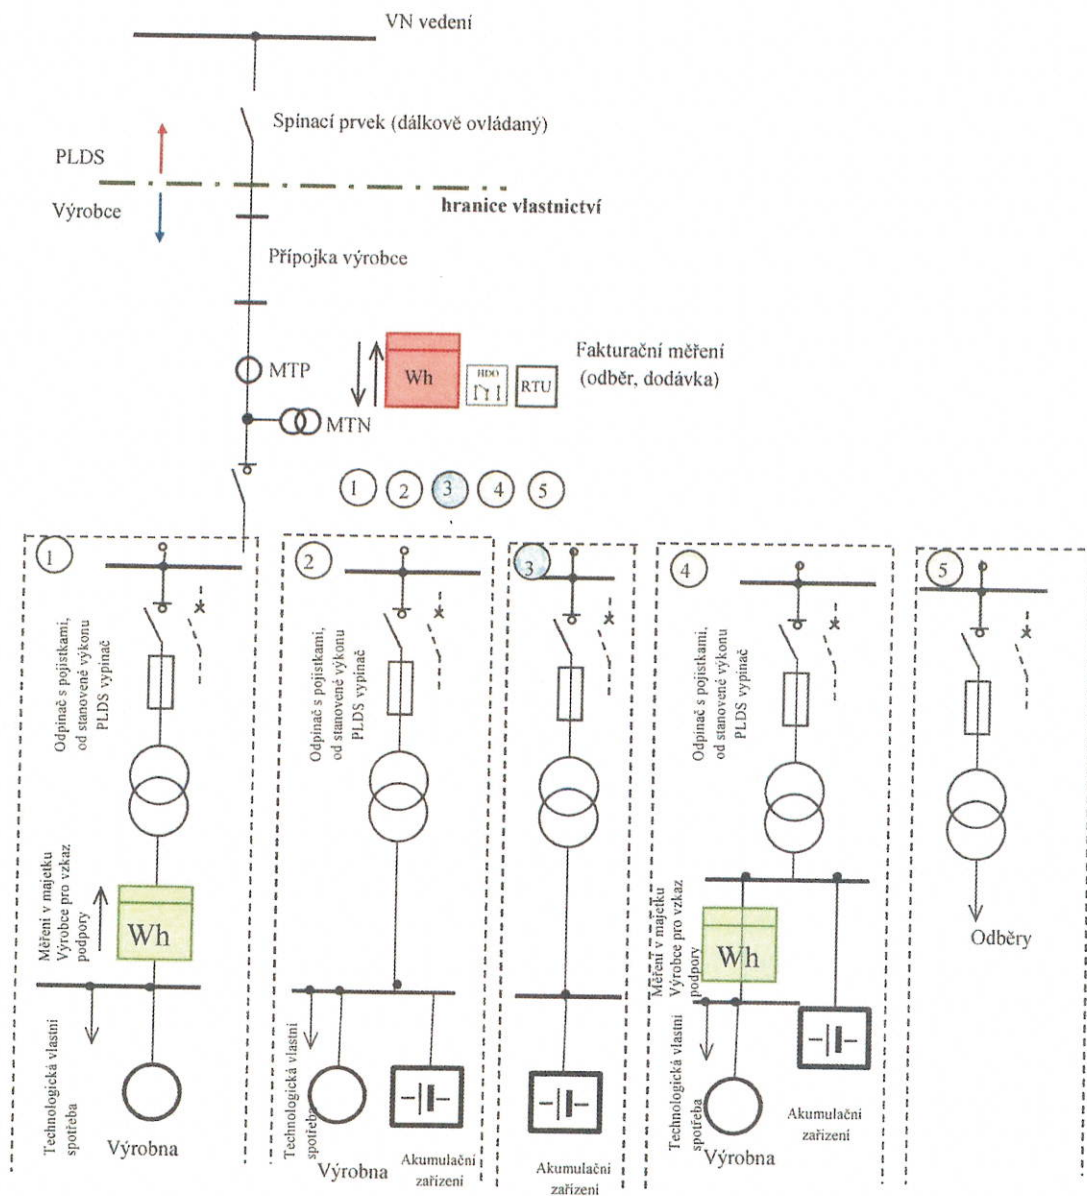 VN vedení
Spínací prvek (dálkově ovládaný)
PLDS
Výrobce
hranice vlastnictví
Přípojka výrobce
MTP
Wh
HDO
RTU
Fakturační měření
(odběr, dodávka)
MTN
1 2 3 4 5
1
Odpínač s pojistkami,
od stanovené výkonu
PLDS vypínač
Měření v majetku
Výrobce pro vzkaz
podpory
Wh
Technologická vlastní
spotřeba
Výrobna
2
Odpínač s pojistkami,
od stanovené výkonu
PLDS vypínač
Technologická vlastní
spotřeba
Výrobna
Akumulační
zařízení
3
Akumulační
zařízení
4
Odpínač s pojistkami,
od stanovené výkonu
PLDS vypínač
Měření v majetku
Výrobce pro vzkaz
podpory
Wh
Technologická vlastní
spotřeba
Výrobna
Akumulační
zařízení
5
Odběry